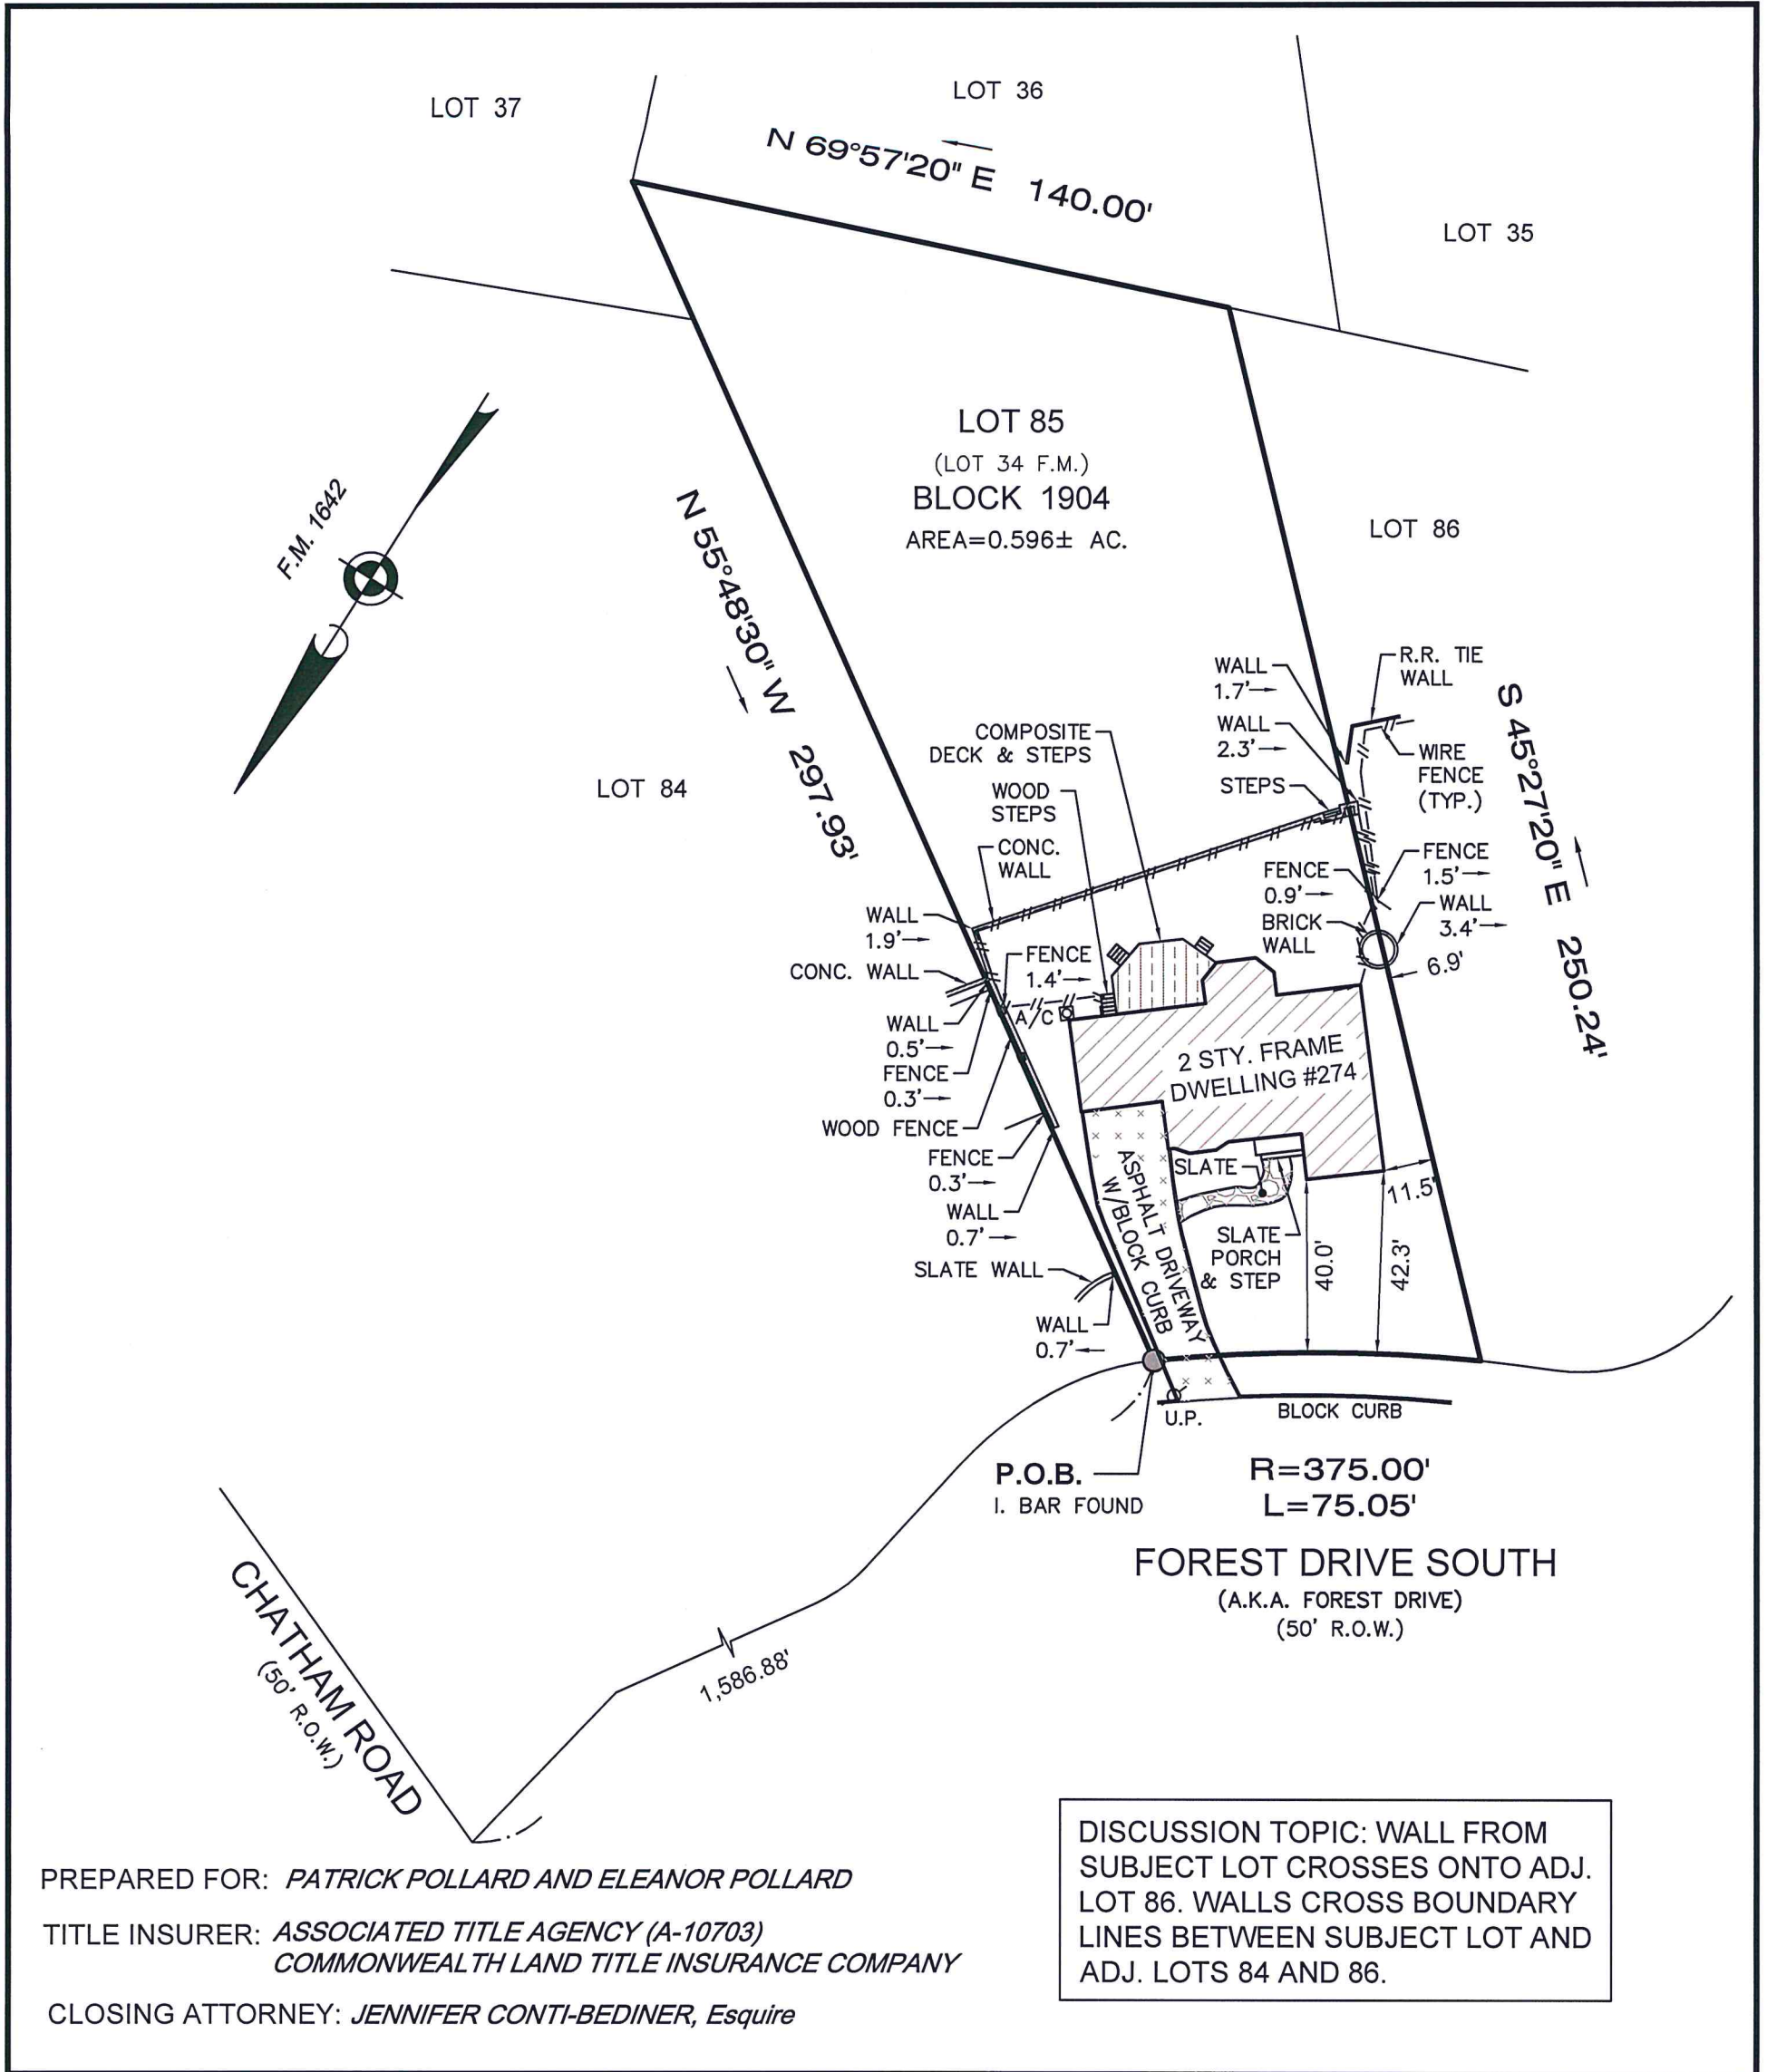 LOT 37
LOT 36
N 69°57'20" E 140.00'
LOT 35
LOT 85
(LOT 34 F.M.)
BLOCK 1904
AREA=0.596± AC.
F.M. 1642
N 55°48'30" W 297.93'
LOT 86
LOT 84
S 45°27'20" E 250.24'
R.R. TIE
WALL
WALL
1.7'
WALL
2.3'
WIRE
FENCE
(TYP.)
STEPS
COMPOSITE
DECK & STEPS
WOOD
STEPS
CONC.
WALL
FENCE
1.5'
FENCE
0.9'
WALL
3.4'
BRICK
WALL
6.9'
WALL
1.9'
CONC. WALL
FENCE
1.4'
A/C
WALL
0.5'
FENCE
0.3'
WOOD FENCE
FENCE
0.3'
WALL
0.7'
SLATE WALL
WALL
0.7'
2 STY. FRAME
DWELLING #274
ASPHALT DRIVEWAY
W/BLOCK CURB
SLATE
SLATE
PORCH
& STEP
11.5'
40.0'
42.3'
U.P.
BLOCK CURB
P.O.B.
I. BAR FOUND
R=375.00'
L=75.05'
FOREST DRIVE SOUTH
(A.K.A. FOREST DRIVE)
(50' R.O.W.)
1,586.88'
CHATHAM ROAD
(50' R.O.W.)
PREPARED FOR: PATRICK POLLARD AND ELEANOR POLLARD
TITLE INSURER: ASSOCIATED TITLE AGENCY (A-10703)
COMMONWEALTH LAND TITLE INSURANCE COMPANY
CLOSING ATTORNEY: JENNIFER CONTI-BEDINER, Esquire
DISCUSSION TOPIC: WALL FROM
SUBJECT LOT CROSSES ONTO ADJ.
LOT 86. WALLS CROSS BOUNDARY
LINES BETWEEN SUBJECT LOT AND
ADJ. LOTS 84 AND 86.